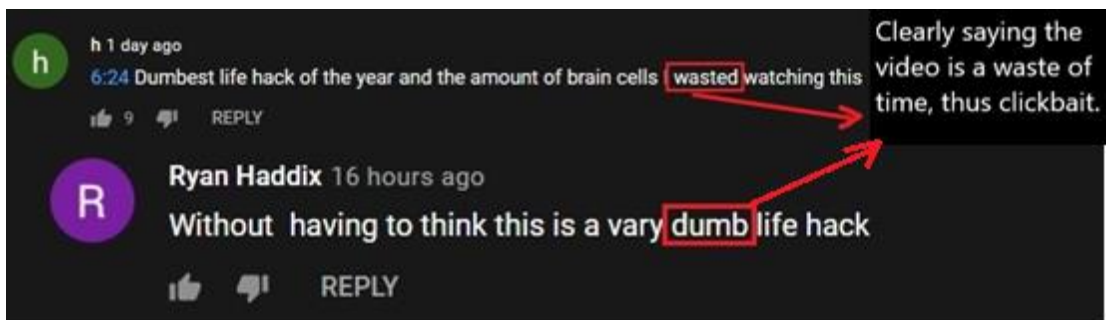 h 1 day ago
6:24 Dumbest life hack of the year and the amount of brain cells I wasted watching this
9 REPLY
Clearly saying the
video is a waste of
time, thus clickbait.
h
Ryan Haddix 16 hours ago
Without having to think this is a vary dumb life hack
REPLY
R